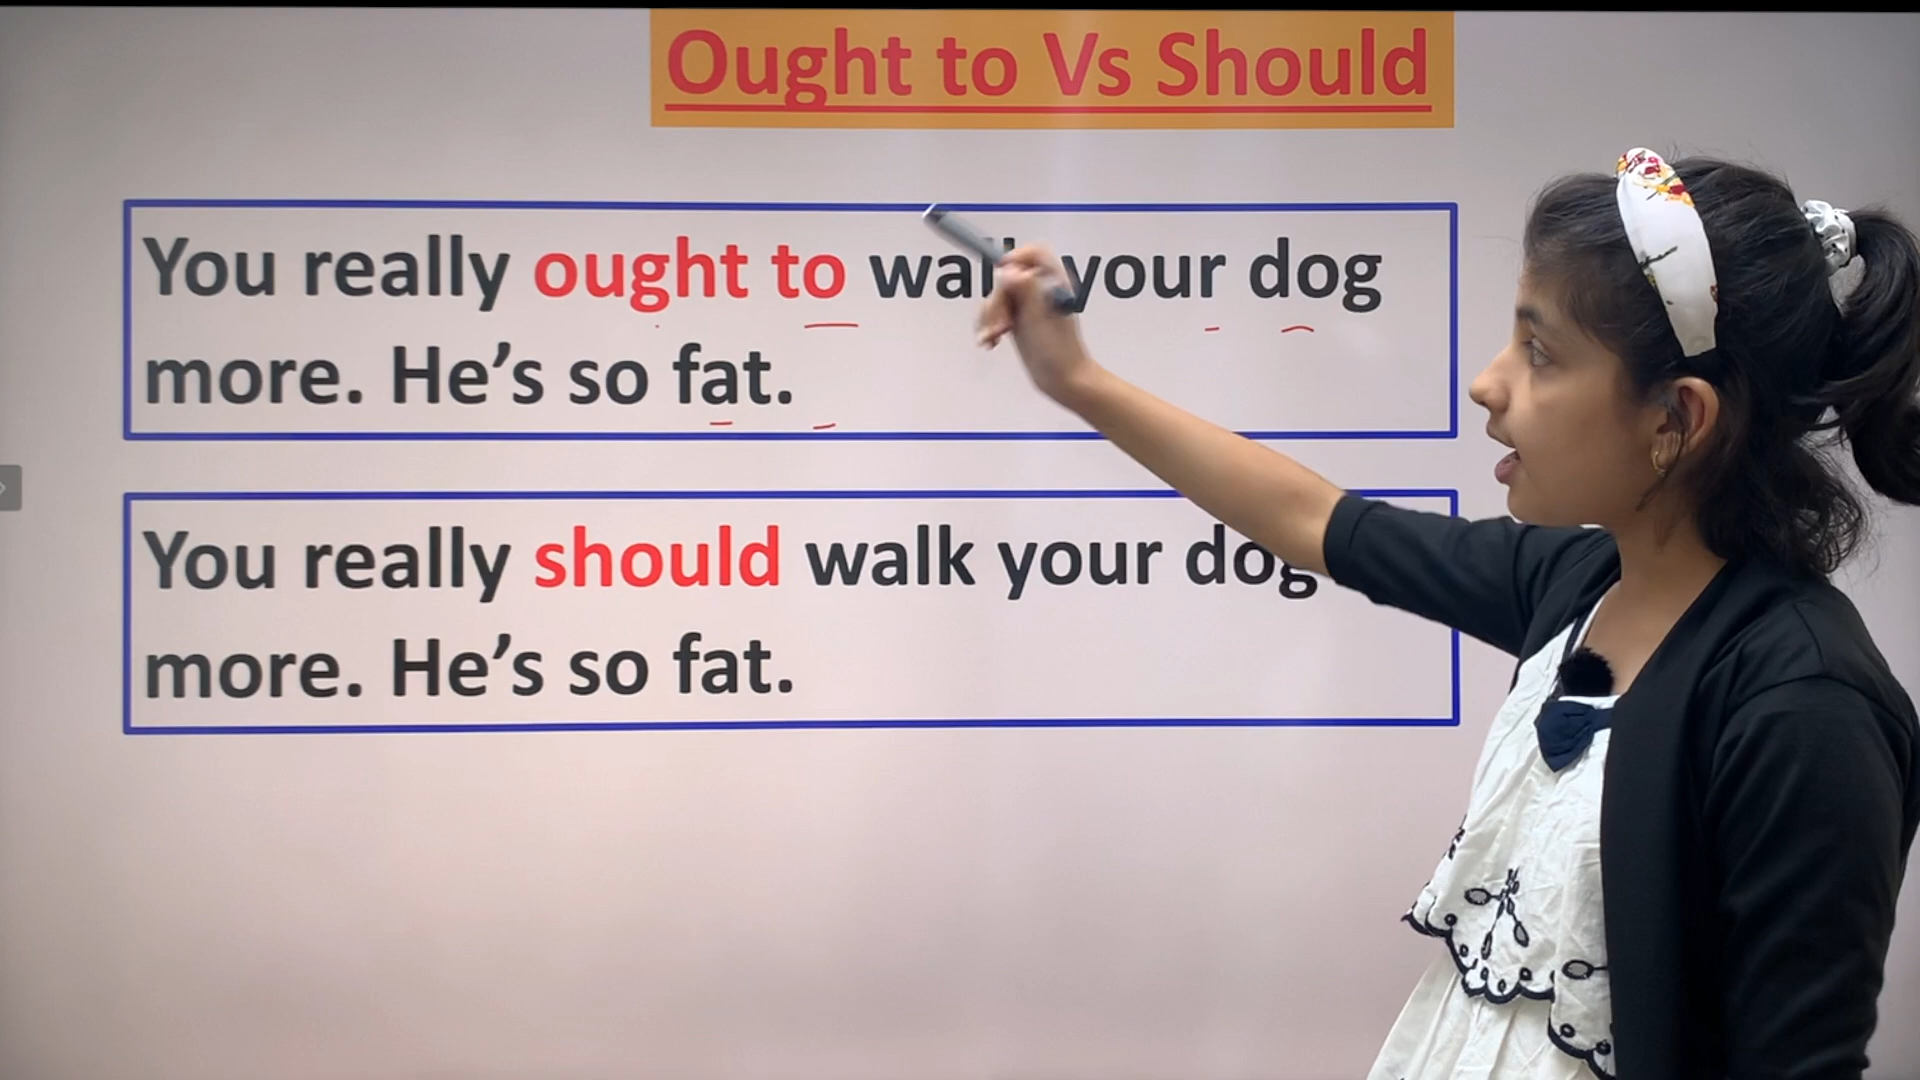 Ought to Vs Should
You really ought to walk your dog
more. He's so fat.
You really should walk your dog
more. He's so fat.